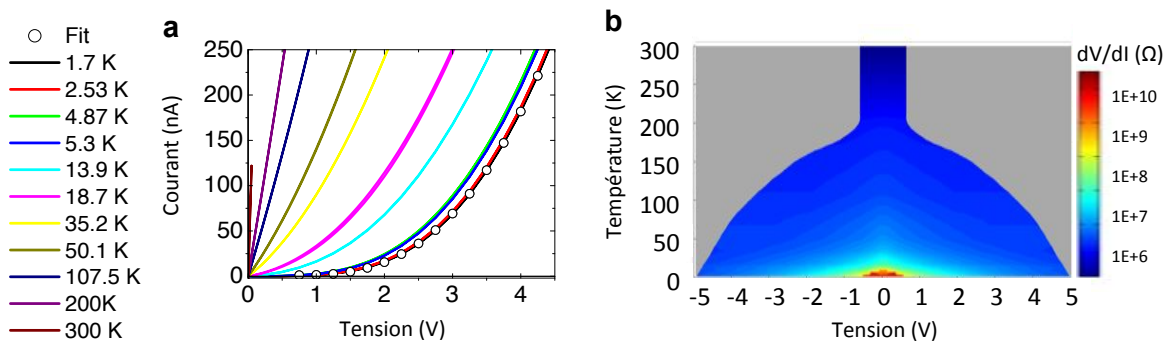 Fit
1.7 K
2.53 K
4.87 K
5.3 K
13.9 K
18.7 K
35.2 K
50.1 K
107.5 K
200K
300 K
a
250
200
150
100
50
0
Courant (nA)
0 1 2 3 4
Tension (V)
b
300
250
200
150
100
50
0
Température (K)
-5 -4 -3 -2 -1 0 1 2 3 4 5
Tension (V)
dV/dI (Ω)
1E+10
1E+9
1E+8
1E+7
1E+6